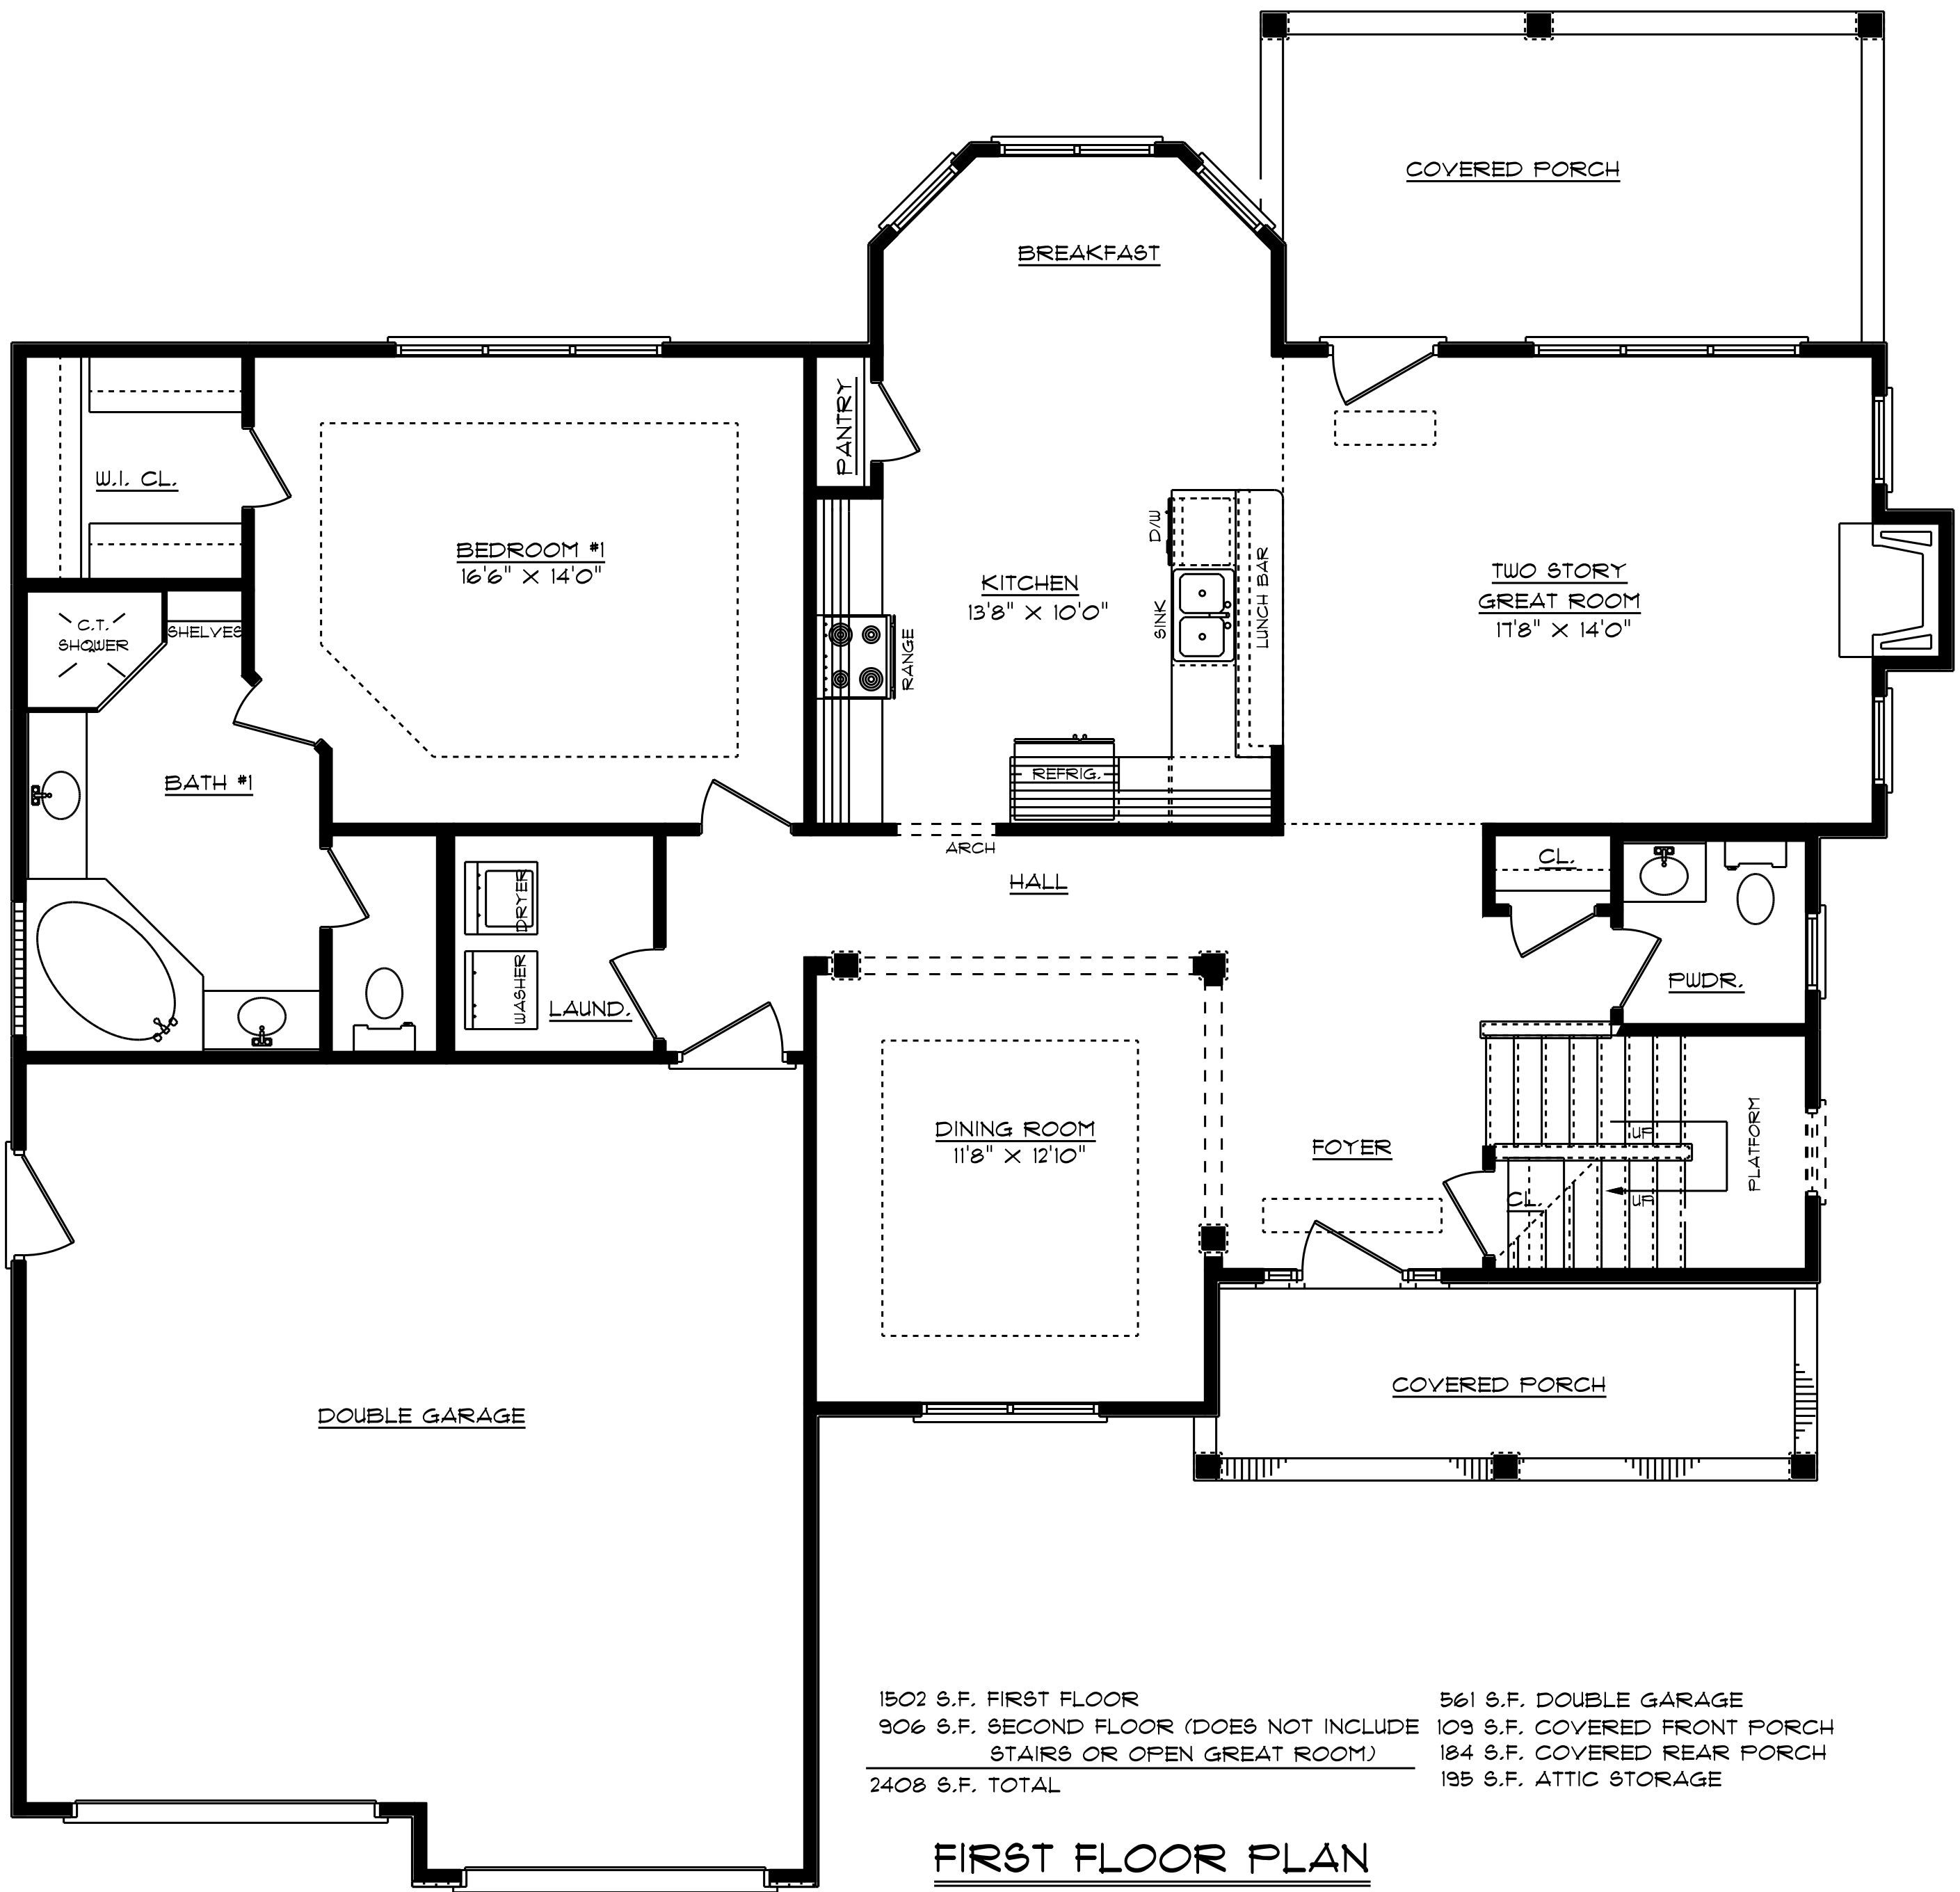 COVERED PORCH
BREAKFAST
PANTRY
W.I. CL.
BEDROOM #1
16'6" X 14'0"
D/W
KITCHEN
13'8" X 10'0"
SINK
LUNCH BAR
TWO STORY
GREAT ROOM
17'8" X 14'0"
C.T.
SHOWER
SHELVES
RANGE
BATH #1
REFRIG.
ARCH
HALL
CL.
DRYER
WASHER
LAUND.
PWDR.
DINING ROOM
11'8" X 12'10"
FOYER
UP
PLATFORM
CL.
UP
COVERED PORCH
DOUBLE GARAGE
1502 S.F. FIRST FLOOR
906 S.F. SECOND FLOOR (DOES NOT INCLUDE
STAIRS OR OPEN GREAT ROOM)
2408 S.F. TOTAL
561 S.F. DOUBLE GARAGE
109 S.F. COVERED FRONT PORCH
184 S.F. COVERED REAR PORCH
195 S.F. ATTIC STORAGE
FIRST FLOOR PLAN